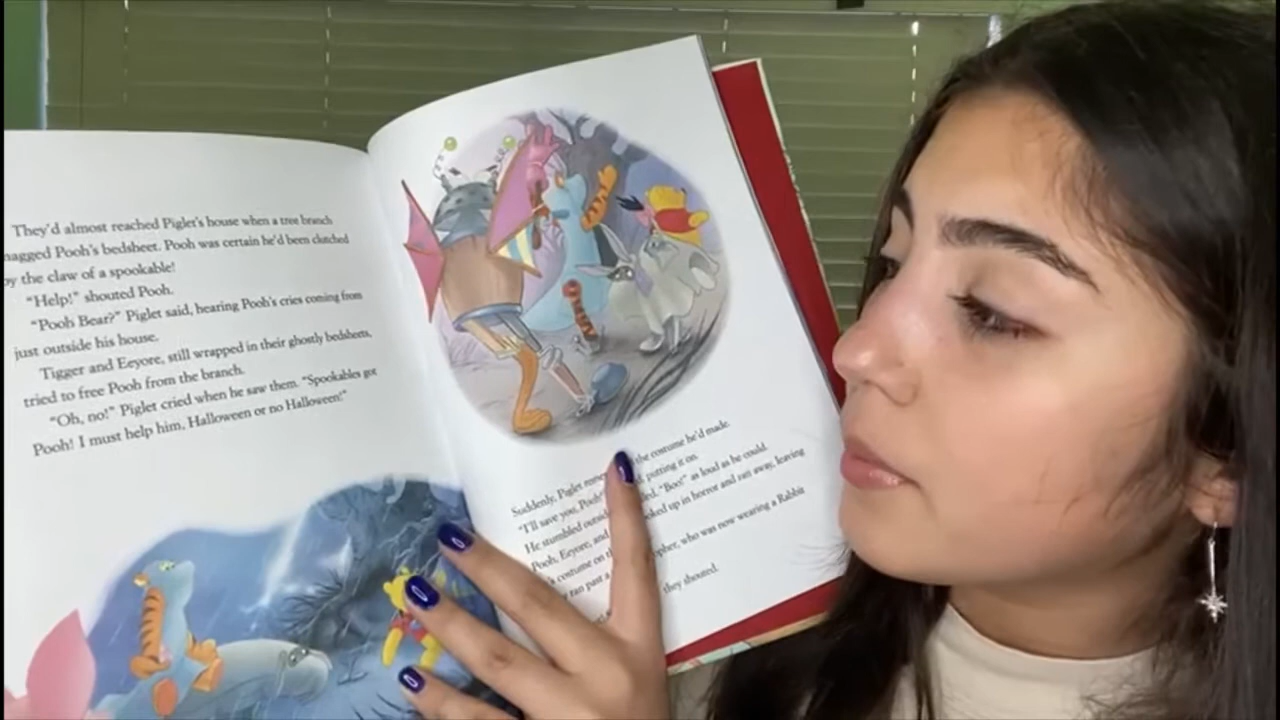 They'd almost reached Piglet's house when a tree branch
nagged Pooh's bedsheet. Pooh was certain he'd been clutched
by the claw of a spookable!
"Help!" shouted Pooh.
"Pooh Bear?" Piglet said, hearing Pooh's cries coming from
just outside his house.
Tigger and Eeyore, still wrapped in their ghostly bedsheets,
tried to free Pooh from the branch.
"Oh, no!" Piglet cried when he saw them. "Spookables got
Pooh! I must help him, Halloween or no Halloween!"
Suddenly, Piglet the costume he'd made.
"I'll save you, Pooh!" putting it on.
He stumbled outside "Boo!" as loud as he could.
Pooh, Eeyore, and looked up in horror and ran away, leaving
costume on who was now wearing a Rabbit
ran past a
they shouted.